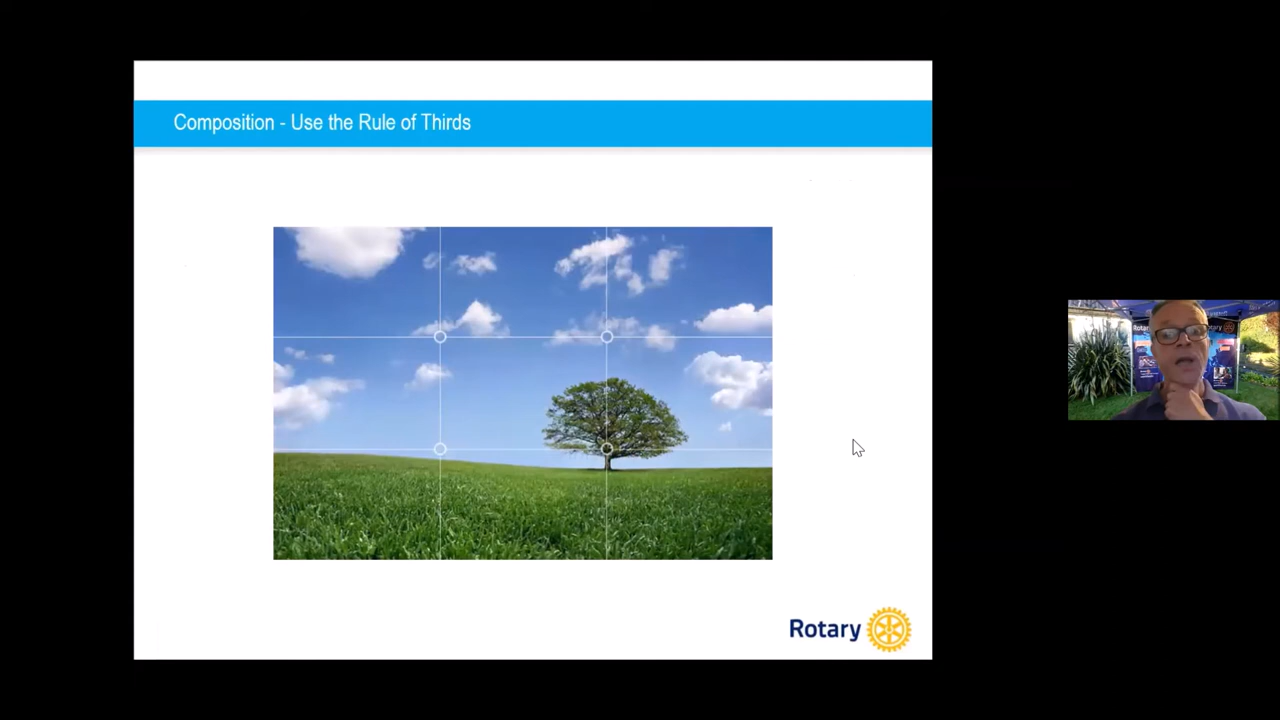 Composition - Use the Rule of Thirds
Rotary